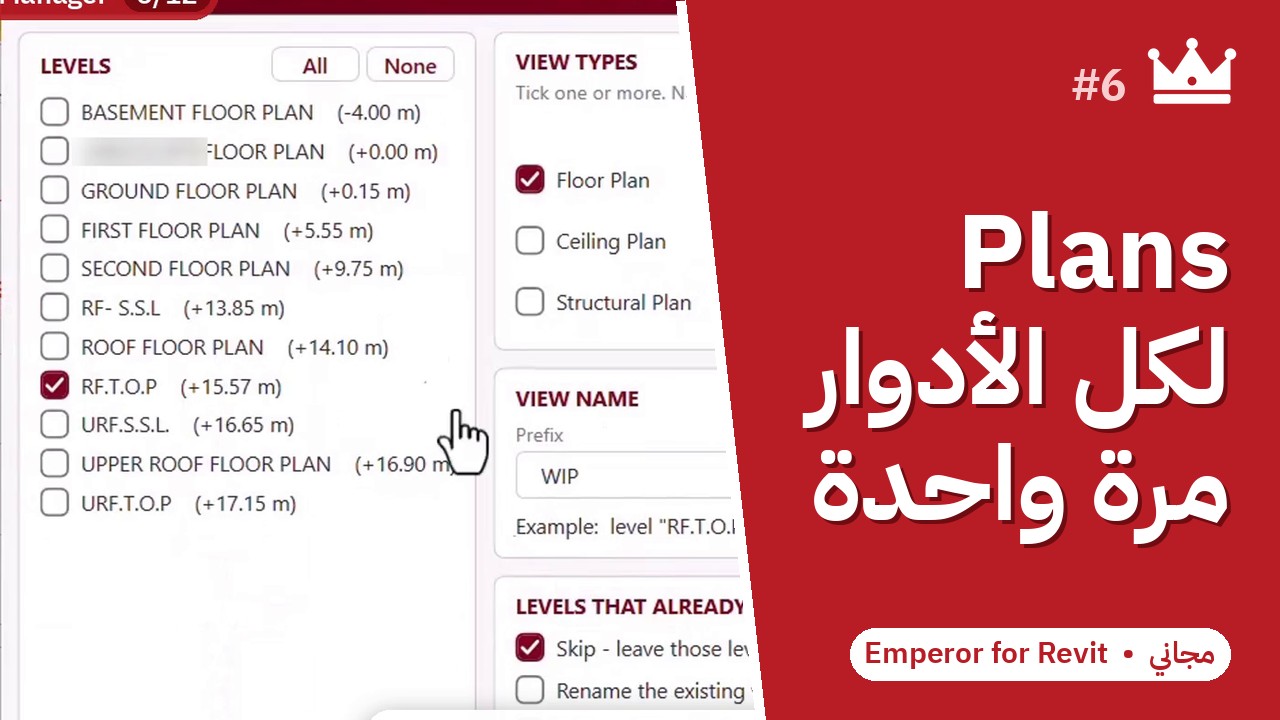 LEVELS
All
None
BASEMENT FLOOR PLAN (-4.00 m)
FLOOR PLAN (+0.00 m)
GROUND FLOOR PLAN (+0.15 m)
FIRST FLOOR PLAN (+5.55 m)
SECOND FLOOR PLAN (+9.75 m)
RF- S.S.L (+13.85 m)
ROOF FLOOR PLAN (+14.10 m)
RF.T.O.P (+15.57 m)
URF.S.S.L. (+16.65 m)
UPPER ROOF FLOOR PLAN (+16.90 m
URF.T.O.P (+17.15 m)
VIEW TYPES
Tick one or more. N
Floor Plan
Ceiling Plan
Structural Plan
VIEW NAME
Prefix
WIP
Example: level "RF.T.O.
LEVELS THAT ALREADY
Skip - leave those lev
Rename the existing
#6
Plans
لكل الأدوار
مرة واحدة
Emperor for Revit • مجاني